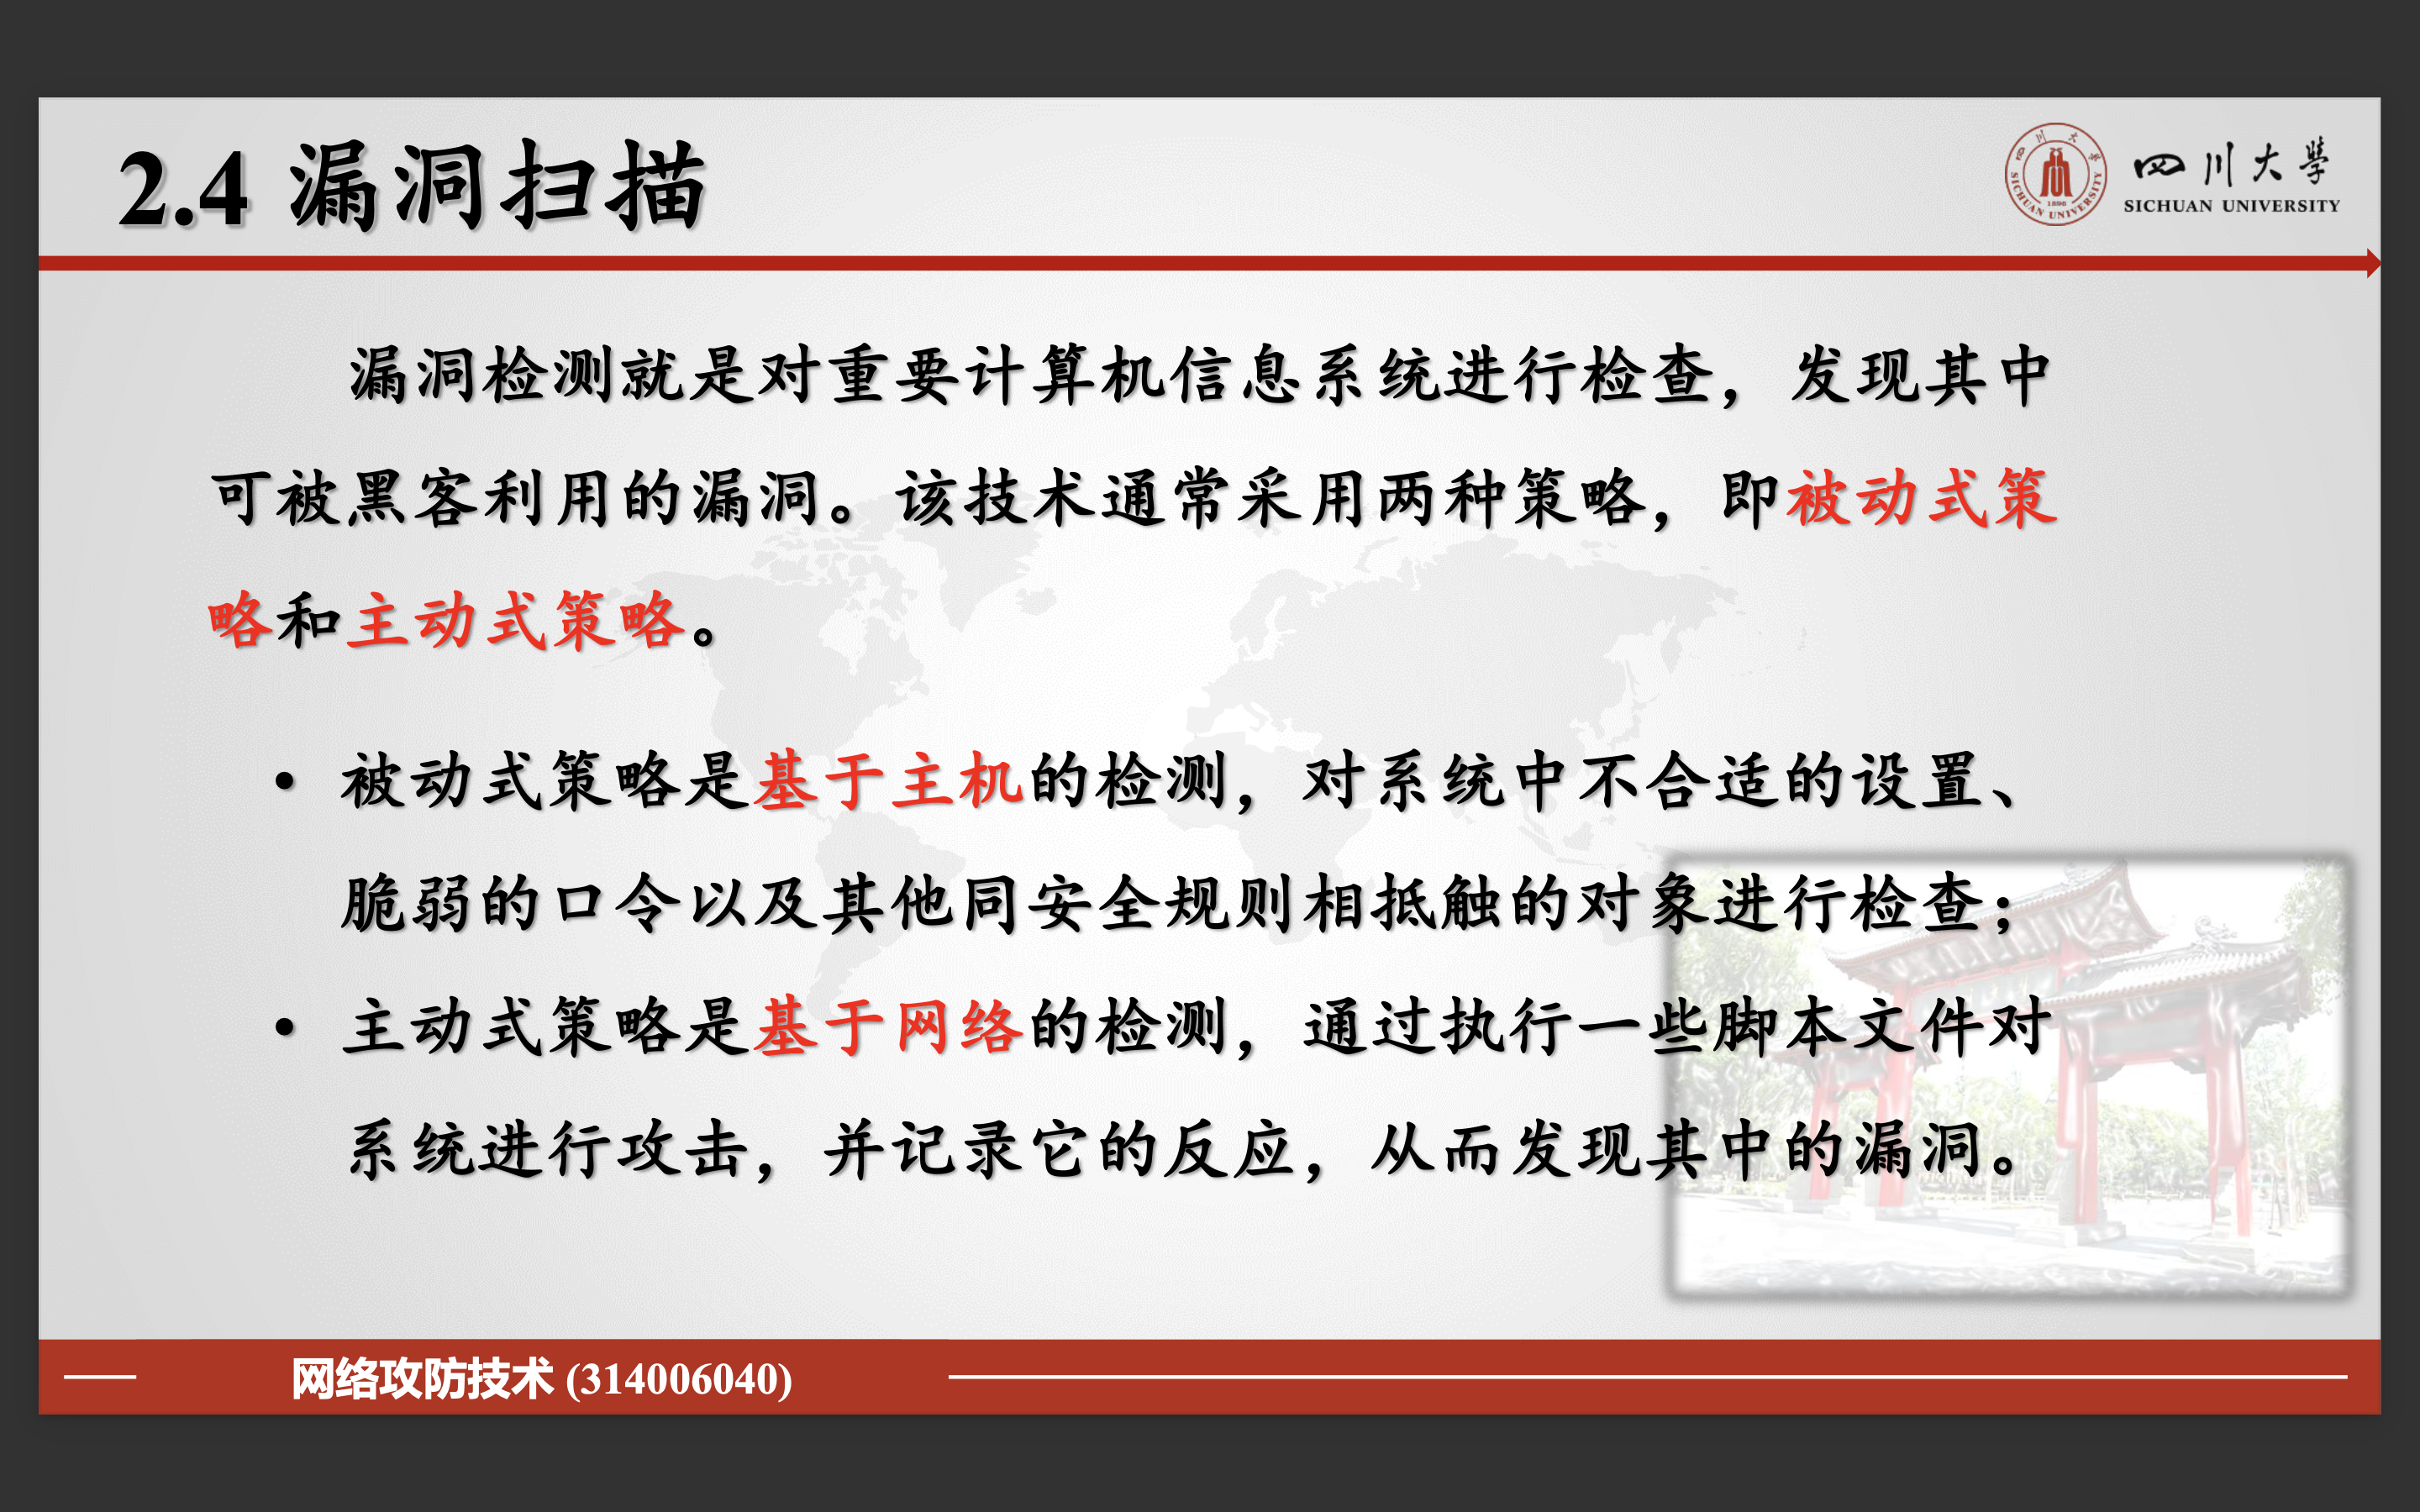 2.4 漏洞扫描
四川大学
SICHUAN UNIVERSITY
四川大学
SICHUAN UNIVERSITY
1896
漏洞检测就是对重要计算机信息系统进行检查，发现其中
可被黑客利用的漏洞。该技术通常采用两种策略，即被动式策
略和主动式策略。
• 被动式策略是基于主机的检测，对系统中不合适的设置、
脆弱的口令以及其他同安全规则相抵触的对象进行检查；
• 主动式策略是基于网络的检测，通过执行一些脚本文件对
系统进行攻击，并记录它的反应，从而发现其中的漏洞。
网络攻防技术 (314006040)